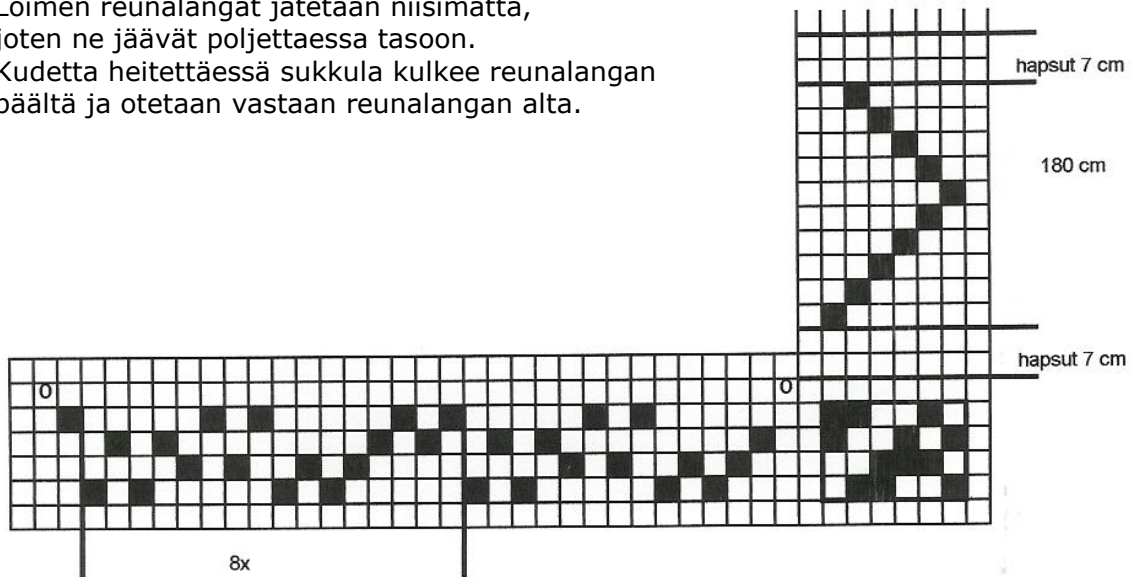 Loimen reunalangat jätetään niisimättä,
joten ne jäävät poljettaessa tasoon.
Kudetta heitettäessä sukkula kulkee reunalangan
päältä ja otetaan vastaan reunalangan alta.
hapsut 7 cm
180 cm
hapsut 7 cm
0
0
8x